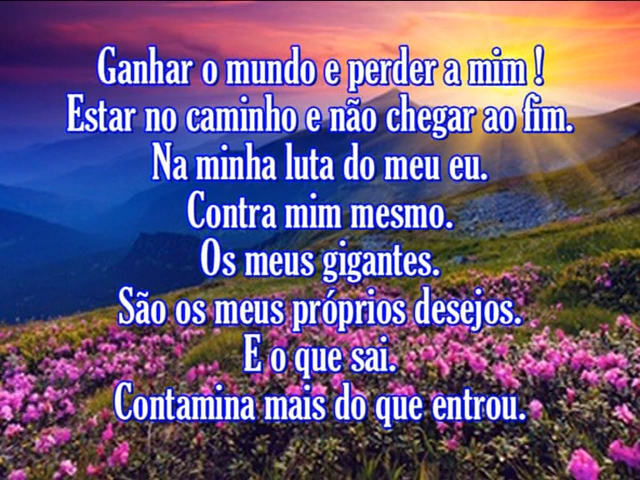 Ganhar o mundo e perder a mim !
Estar no caminho e não chegar ao fim.
Na minha luta do meu eu.
Contra mim mesmo.
Os meus gigantes.
São os meus próprios desejos.
E o que sai.
Contamina mais do que entrou.